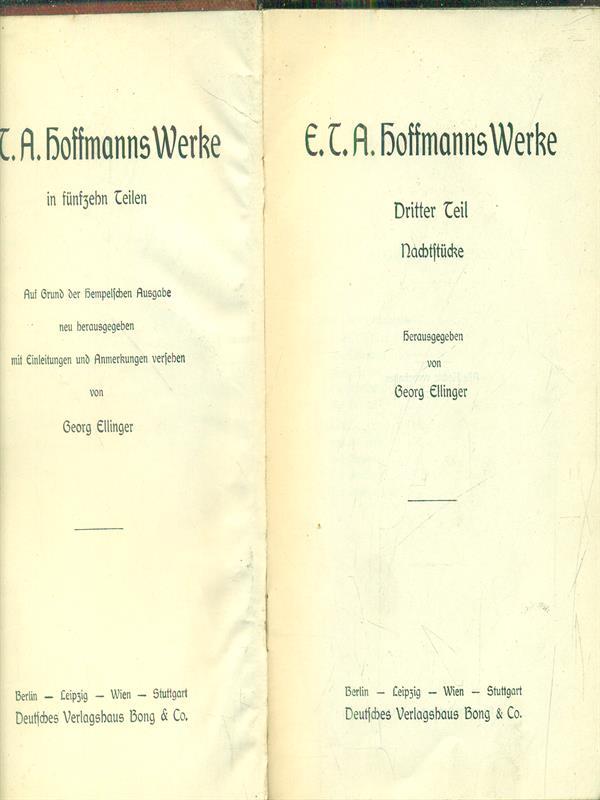 T. A. Hoffmanns Werke
in fünfzehn Teilen
Auf Grund der Hempelſchen Ausgabe
neu herausgegeben
mit Einleitungen und Anmerkungen verſehen
von
Georg Ellinger
Berlin — Leipzig — Wien — Stuttgart
Deutſches Verlagshaus Bong & Co.
E. T. A. Hoffmanns Werke
Dritter Teil
Nachtſtücke
Herausgegeben
von
Georg Ellinger
Berlin — Leipzig — Wien — Stuttgart
Deutſches Verlagshaus Bong & Co.